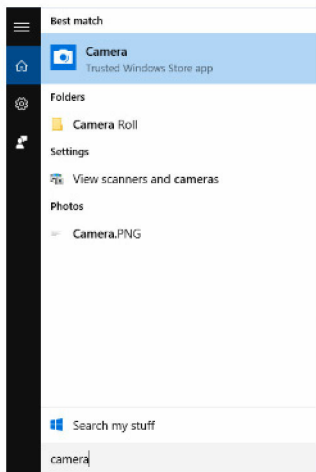 Best match
Camera
Trusted Windows Store app
Folders
Camera Roll
Settings
View scanners and cameras
Photos
Camera.PNG
Search my stuff
camera